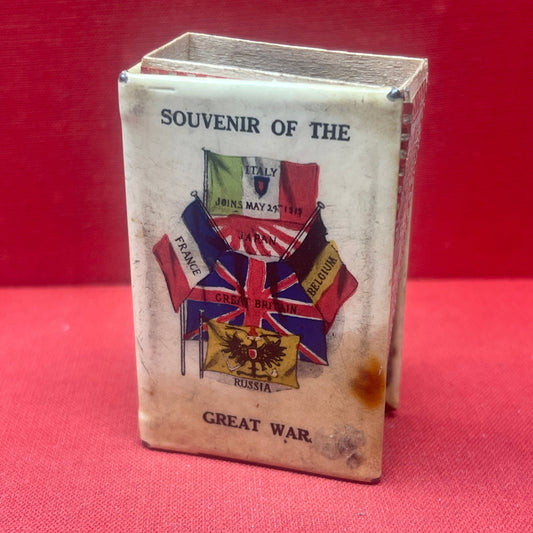 SOUVENIR OF THE
ITALY
JOINS MAY 24TH 1915
JAPAN
FRANCE
BELGIUM
GREAT BRITAIN
RUSSIA
GREAT WAR.